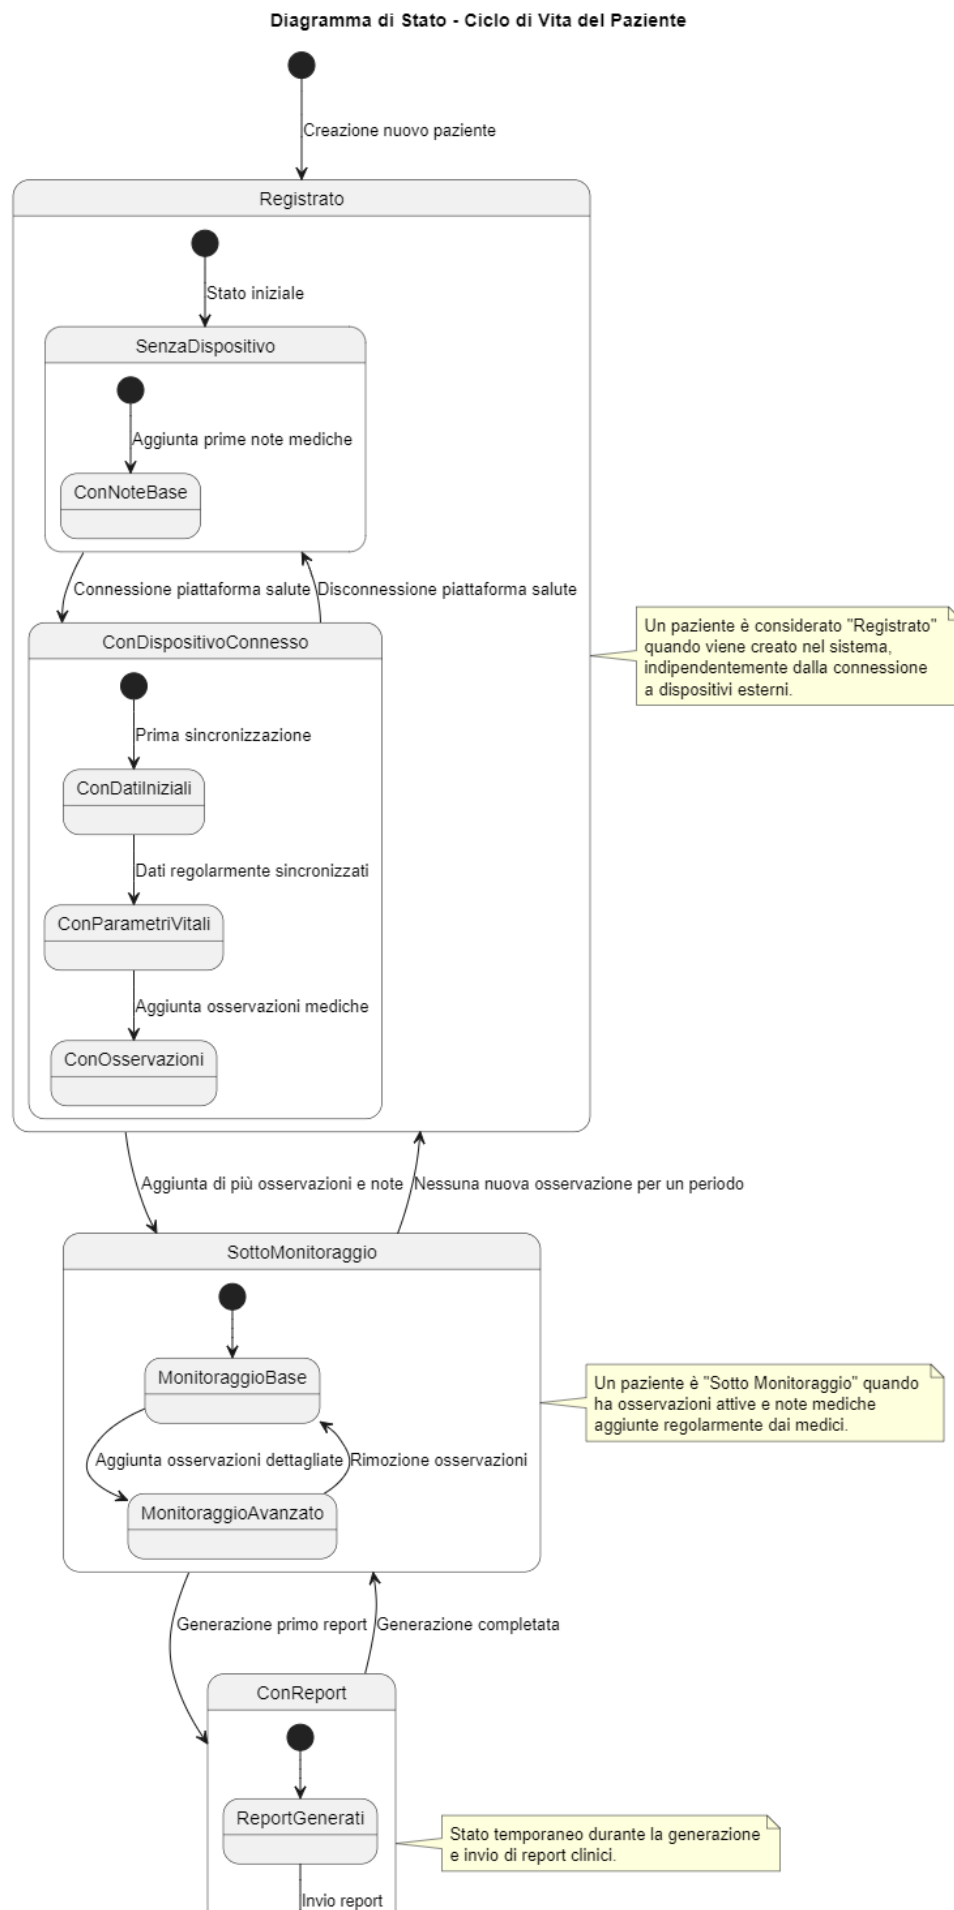 Diagramma di Stato - Ciclo di Vita del Paziente
Creazione nuovo paziente
Registrato
Stato iniziale
SenzaDispositivo
Aggiunta prime note mediche
ConNoteBase
Connessione piattaforma salute
Disconnessione piattaforma salute
ConDispositivoConnesso
Un paziente è considerato "Registrato"
quando viene creato nel sistema,
indipendentemente dalla connessione
a dispositivi esterni.
Prima sincronizzazione
ConDatiIniziali
Dati regolarmente sincronizzati
ConParametriVitali
Aggiunta osservazioni mediche
ConOsservazioni
Aggiunta di più osservazioni e note
Nessuna nuova osservazione per un periodo
SottoMonitoraggio
MonitoraggioBase
Un paziente è "Sotto Monitoraggio" quando
ha osservazioni attive e note mediche
aggiunte regolarmente dai medici.
Aggiunta osservazioni dettagliate
Rimozione osservazioni
MonitoraggioAvanzato
Generazione primo report
Generazione completata
ConReport
ReportGenerati
Stato temporaneo durante la generazione
e invio di report clinici.
Invio report